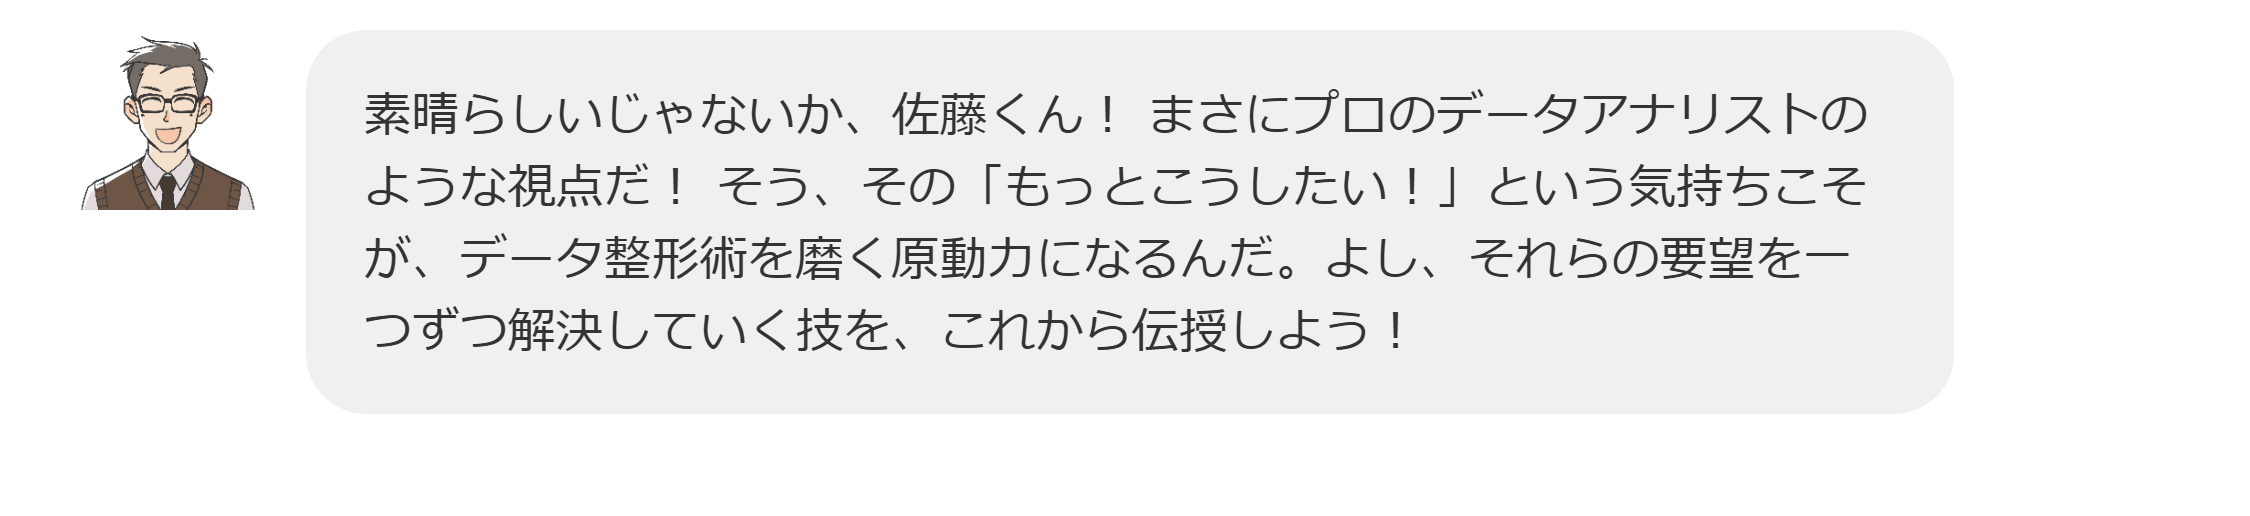 素晴らしいじゃないか、佐藤くん！ まさにプロのデータアナリストの
ような視点だ！ そう、その「もっとこうしたい！」という気持ちこそ
が、データ整形術を磨く原動力になるんだ。よし、それらの要望を一
つずつ解決していく技を、これから伝授しよう！